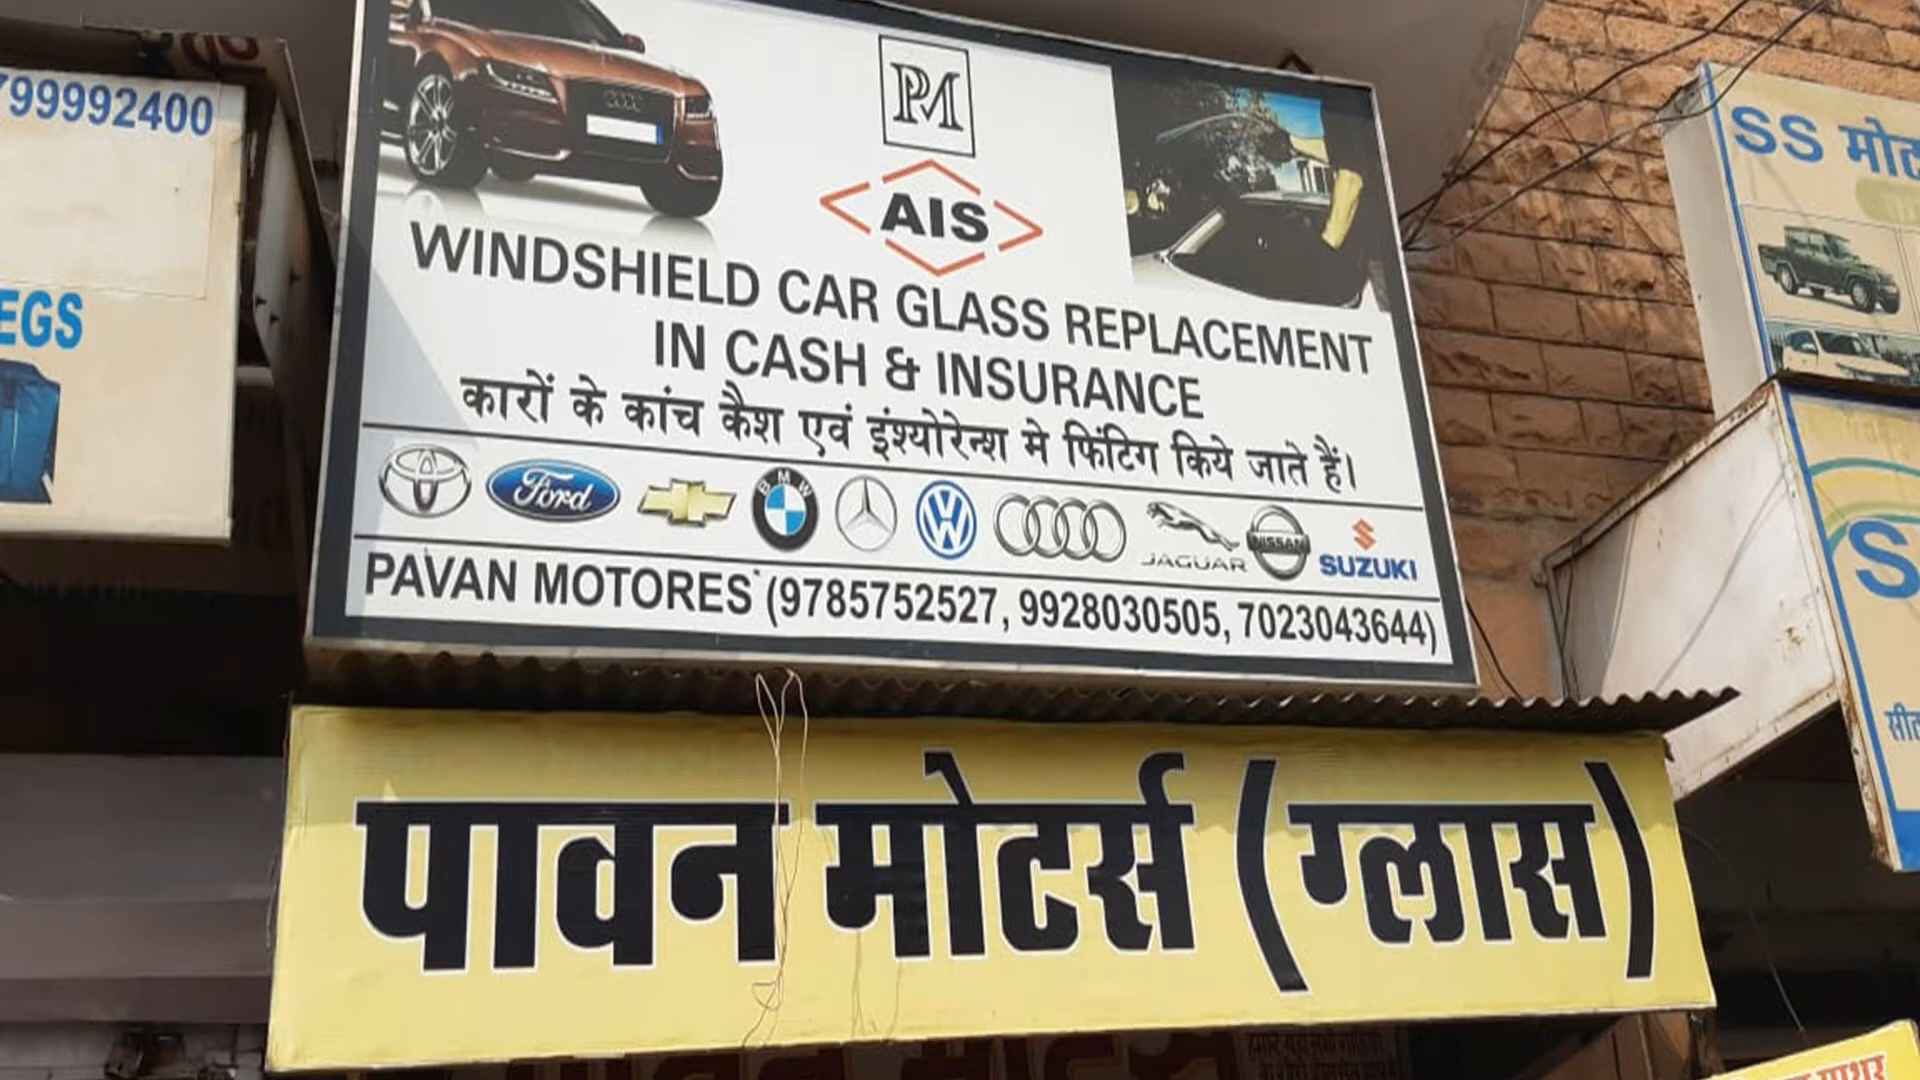 799992400
EGS
PM
AIS
WINDSHIELD CAR GLASS REPLACEMENT
IN CASH & INSURANCE
कारों के कांच कैश एवं इंश्योरेन्श मे फिंटिग किये जाते हैं।
Ford BMW JAGUAR NISSAN SUZUKI
PAVAN MOTORES (9785752527, 9928030505, 7023043644)
पावन मोटर्स (ग्लास)
SS